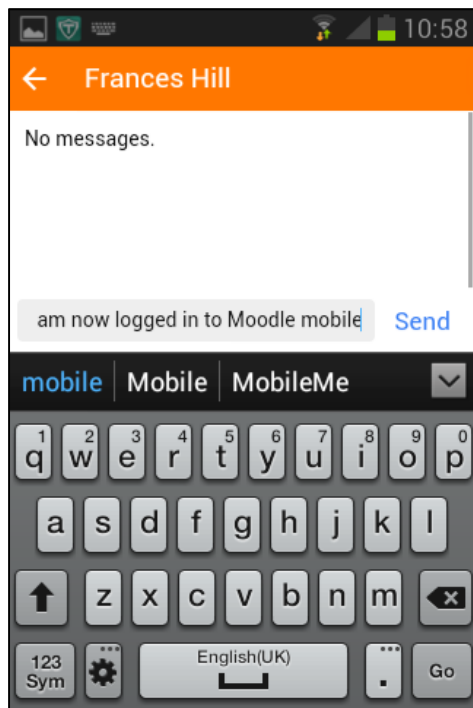 10:58
Frances Hill
No messages.
am now logged in to Moodle mobile
Send
mobile Mobile MobileMe
1 2 3 4 5 6 7 8 9 0
q w e r t y u i o p
a s d f g h j k l
z x c v b n m
123 Sym English(UK) . Go